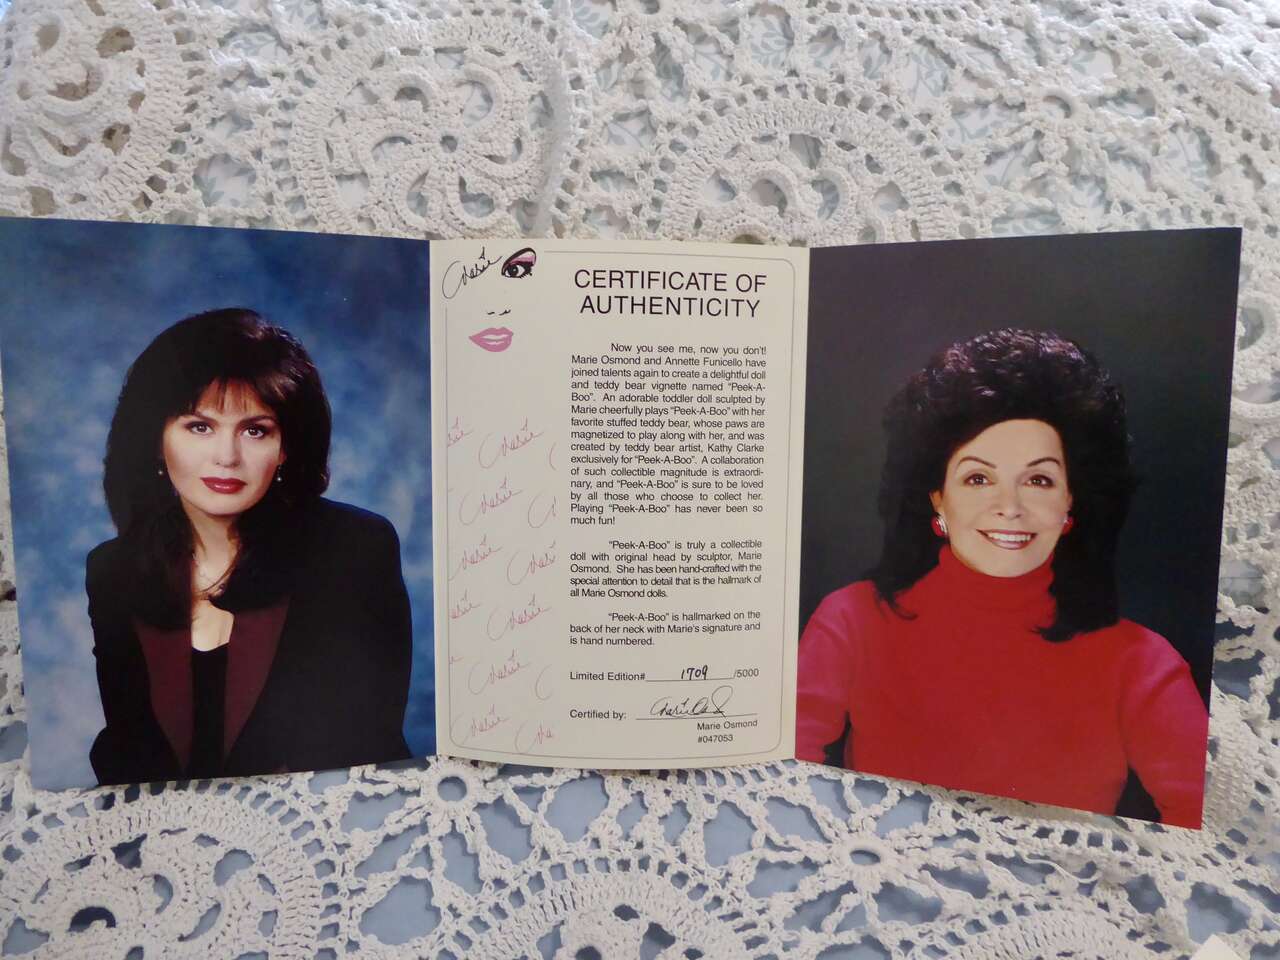 Marie
CERTIFICATE OF
AUTHENTICITY
Now you see me, now you don't!
Marie Osmond and Annette Funicello have
joined talents again to create a delightful doll
and teddy bear vignette named "Peek-A-
Boo". An adorable toddler doll sculpted by
Marie cheerfully plays "Peek-A-Boo" with her
favorite stuffed teddy bear, whose paws are
magnetized to play along with her, and was
created by teddy bear artist, Kathy Clarke
exclusively for "Peek-A-Boo". A collaboration
of such collectible magnitude is extraordi-
nary, and "Peek-A-Boo" is sure to be loved
by all those who choose to collect her.
Playing "Peek-A-Boo" has never been so
much fun!
"Peek-A-Boo" is truly a collectible
doll with original head by sculptor, Marie
Osmond. She has been hand-crafted with the
special attention to detail that is the hallmark of
all Marie Osmond dolls.
"Peek-A-Boo" is hallmarked on the
back of her neck with Marie's signature and
is hand numbered.
Limited Edition# 1709 /5000
Certified by:
Marie Osmond
#047053